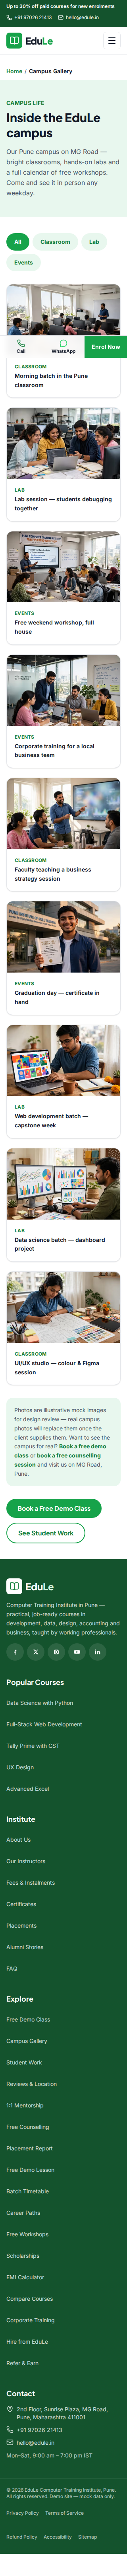 Up to 30% off paid courses for new enrolments
+91 97026 21413 hello@edule.in
EduLe
Home / Campus Gallery
CAMPUS LIFE
Inside the EduLe
campus
Our Pune campus on MG Road —
bright classrooms, hands-on labs and
a full calendar of free workshops.
Come and see it in person any
weekday.
All
Classroom
Lab
Events
Call
WhatsApp
Enrol Now
CLASSROOM
Morning batch in the Pune
classroom
LAB
Lab session — students debugging
together
EVENTS
Free weekend workshop, full
house
EVENTS
Corporate training for a local
business team
CLASSROOM
Faculty teaching a business
strategy session
EVENTS
Graduation day — certificate in
hand
LAB
Web development batch —
capstone week
LAB
Data science batch — dashboard
project
CLASSROOM
UI/UX studio — colour & Figma
session
Photos are illustrative mock images
for design review — real campus
photos will replace them once the
client supplies them. Want to see the
campus for real? Book a free demo
class or book a free counselling
session and visit us on MG Road,
Pune.
Book a Free Demo Class
See Student Work
EduLe
Computer Training Institute in Pune —
practical, job-ready courses in
development, data, design, accounting and
business, taught by working professionals.
Popular Courses
Data Science with Python
Full-Stack Web Development
Tally Prime with GST
UX Design
Advanced Excel
Institute
About Us
Our Instructors
Fees & Instalments
Certificates
Placements
Alumni Stories
FAQ
Explore
Free Demo Class
Campus Gallery
Student Work
Reviews & Location
1:1 Mentorship
Free Counselling
Placement Report
Free Demo Lesson
Batch Timetable
Career Paths
Free Workshops
Scholarships
EMI Calculator
Compare Courses
Corporate Training
Hire from EduLe
Refer & Earn
Contact
2nd Floor, Sunrise Plaza, MG Road,
Pune, Maharashtra 411001
+91 97026 21413
hello@edule.in
Mon–Sat, 9:00 am – 7:00 pm IST
© 2026 EduLe Computer Training Institute, Pune.
All rights reserved. Demo site — mock data only.
Privacy Policy Terms of Service
Refund Policy Accessibility Sitemap